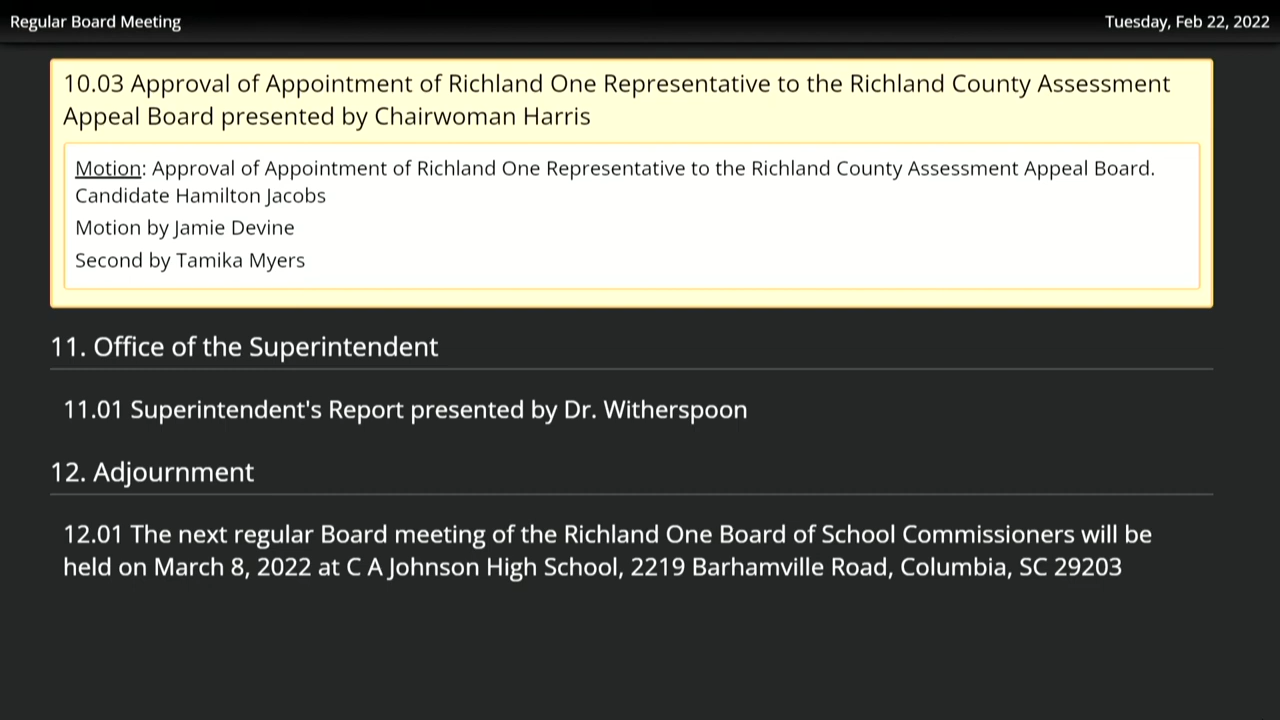 Regular Board Meeting
Tuesday, Feb 22, 2022
10.03 Approval of Appointment of Richland One Representative to the Richland County Assessment
Appeal Board presented by Chairwoman Harris
Motion: Approval of Appointment of Richland One Representative to the Richland County Assessment Appeal Board.
Candidate Hamilton Jacobs
Motion by Jamie Devine
Second by Tamika Myers
11. Office of the Superintendent
11.01 Superintendent's Report presented by Dr. Witherspoon
12. Adjournment
12.01 The next regular Board meeting of the Richland One Board of School Commissioners will be
held on March 8, 2022 at C A Johnson High School, 2219 Barhamville Road, Columbia, SC 29203